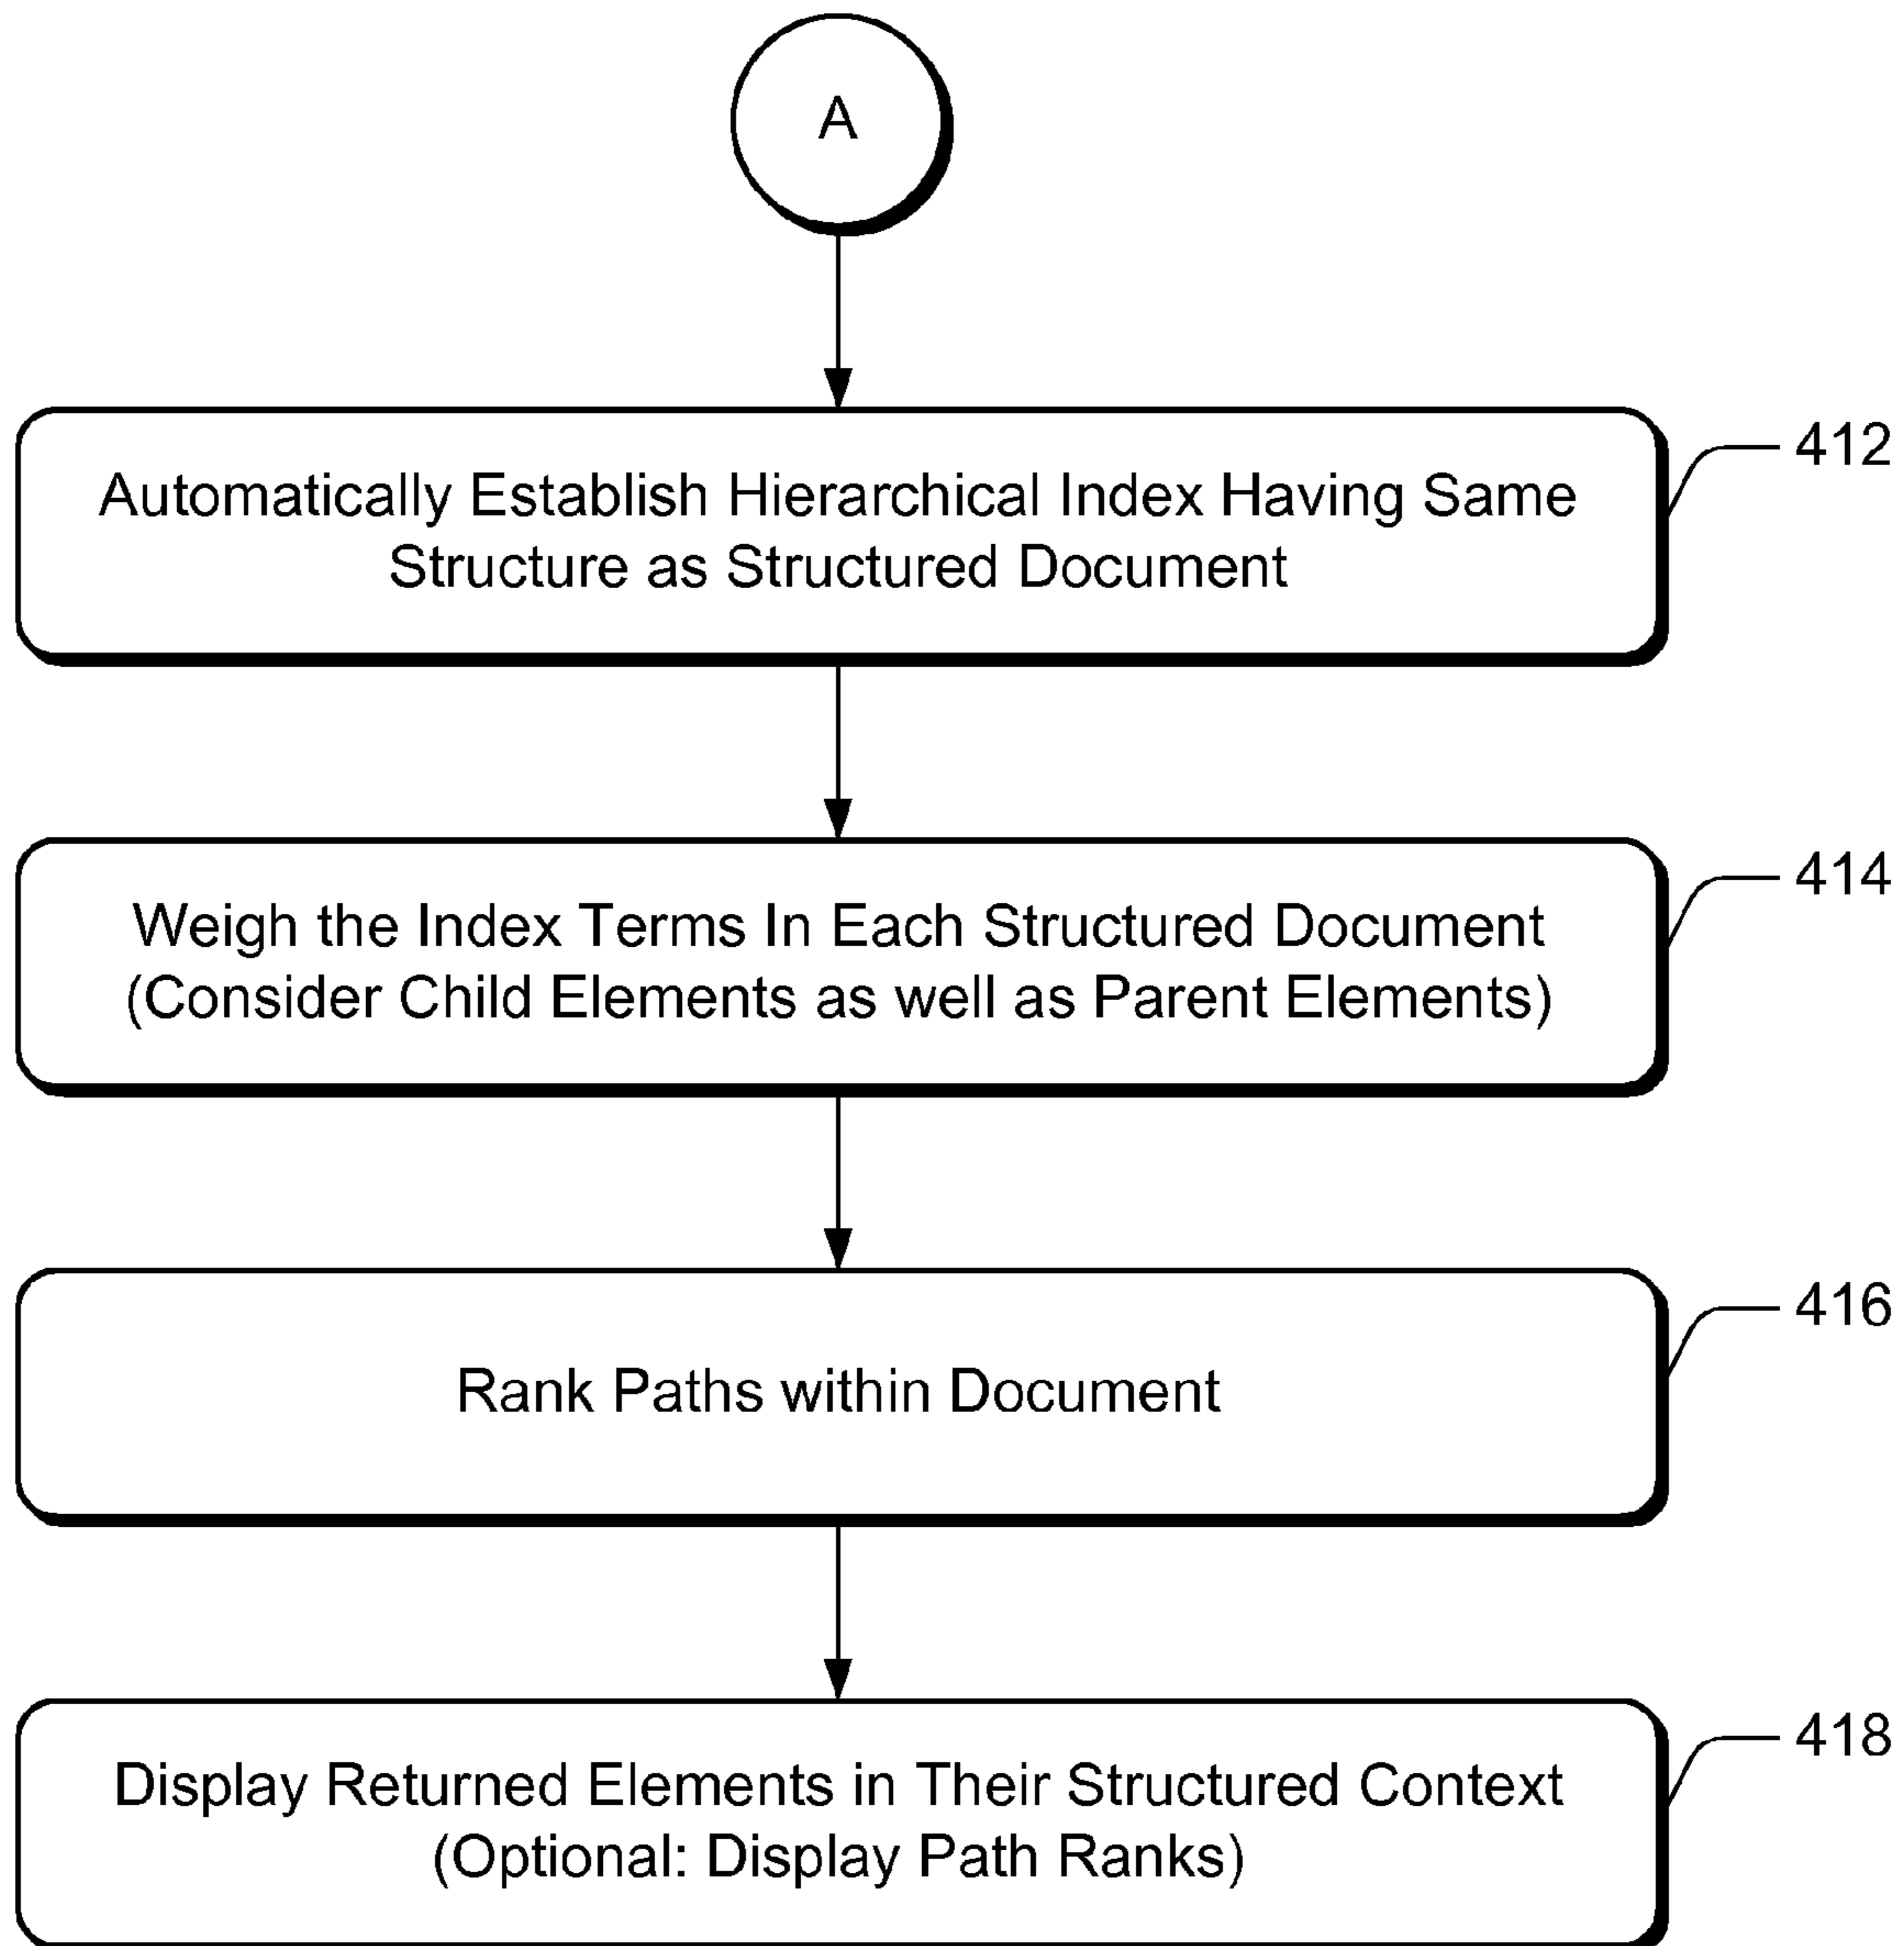 A
Automatically Establish Hierarchical Index Having Same
Structure as Structured Document
412
Weigh the Index Terms In Each Structured Document
(Consider Child Elements as well as Parent Elements)
414
Rank Paths within Document
416
Display Returned Elements in Their Structured Context
(Optional: Display Path Ranks)
418